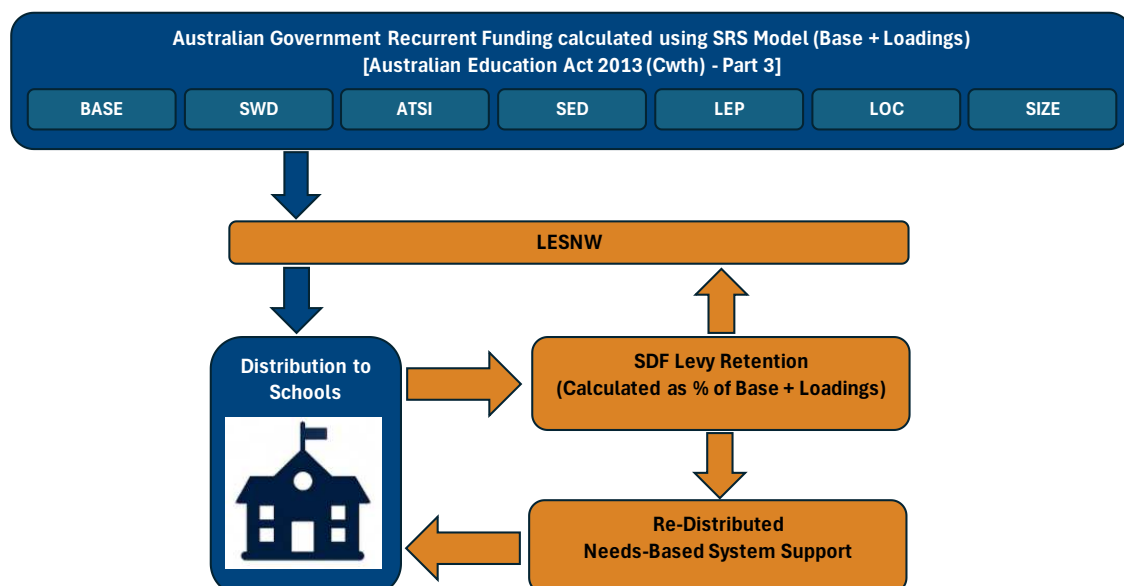 Australian Government Recurrent Funding calculated using SRS Model (Base + Loadings)
[Australian Education Act 2013 (Cwth) - Part 3]
BASE
SWD
ATSI
SED
LEP
LOC
SIZE
LESNW
Distribution to
Schools
SDF Levy Retention
(Calculated as % of Base + Loadings)
Re-Distributed
Needs-Based System Support